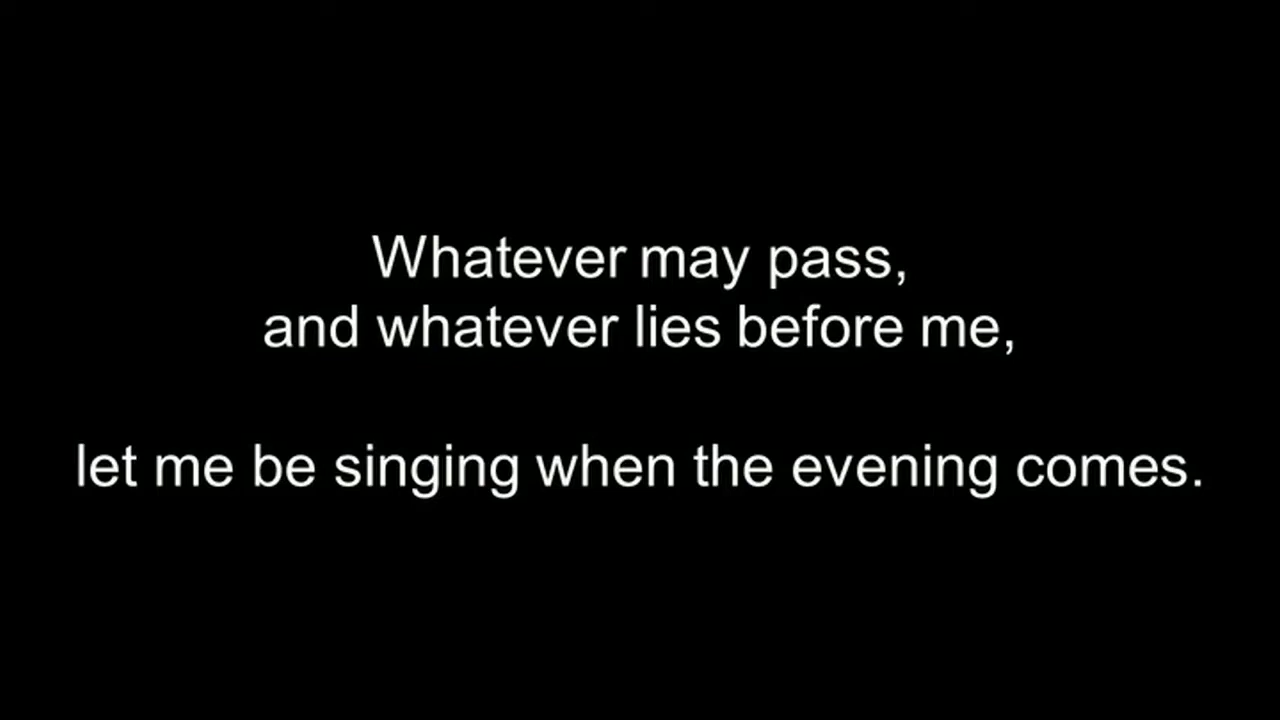 Whatever may pass,
and whatever lies before me,
let me be singing when the evening comes.